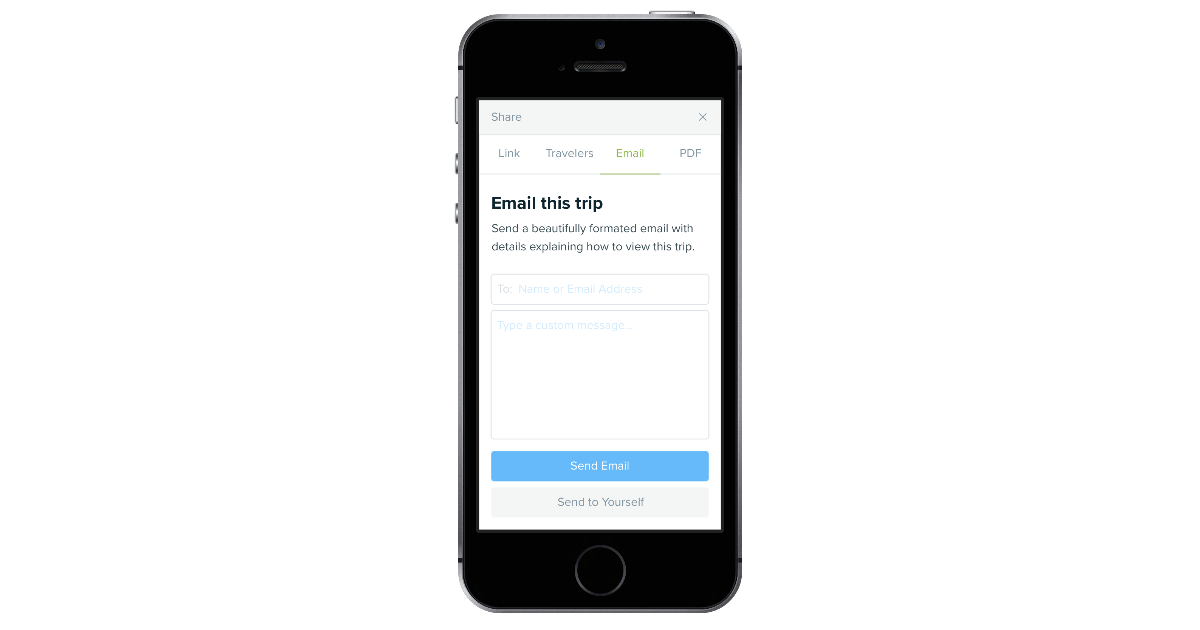 Share
Link Travelers Email PDF
Email this trip
Send a beautifully formated email with
details explaining how to view this trip.
To: Name or Email Address
Type a custom message...
Send Email
Send to Yourself